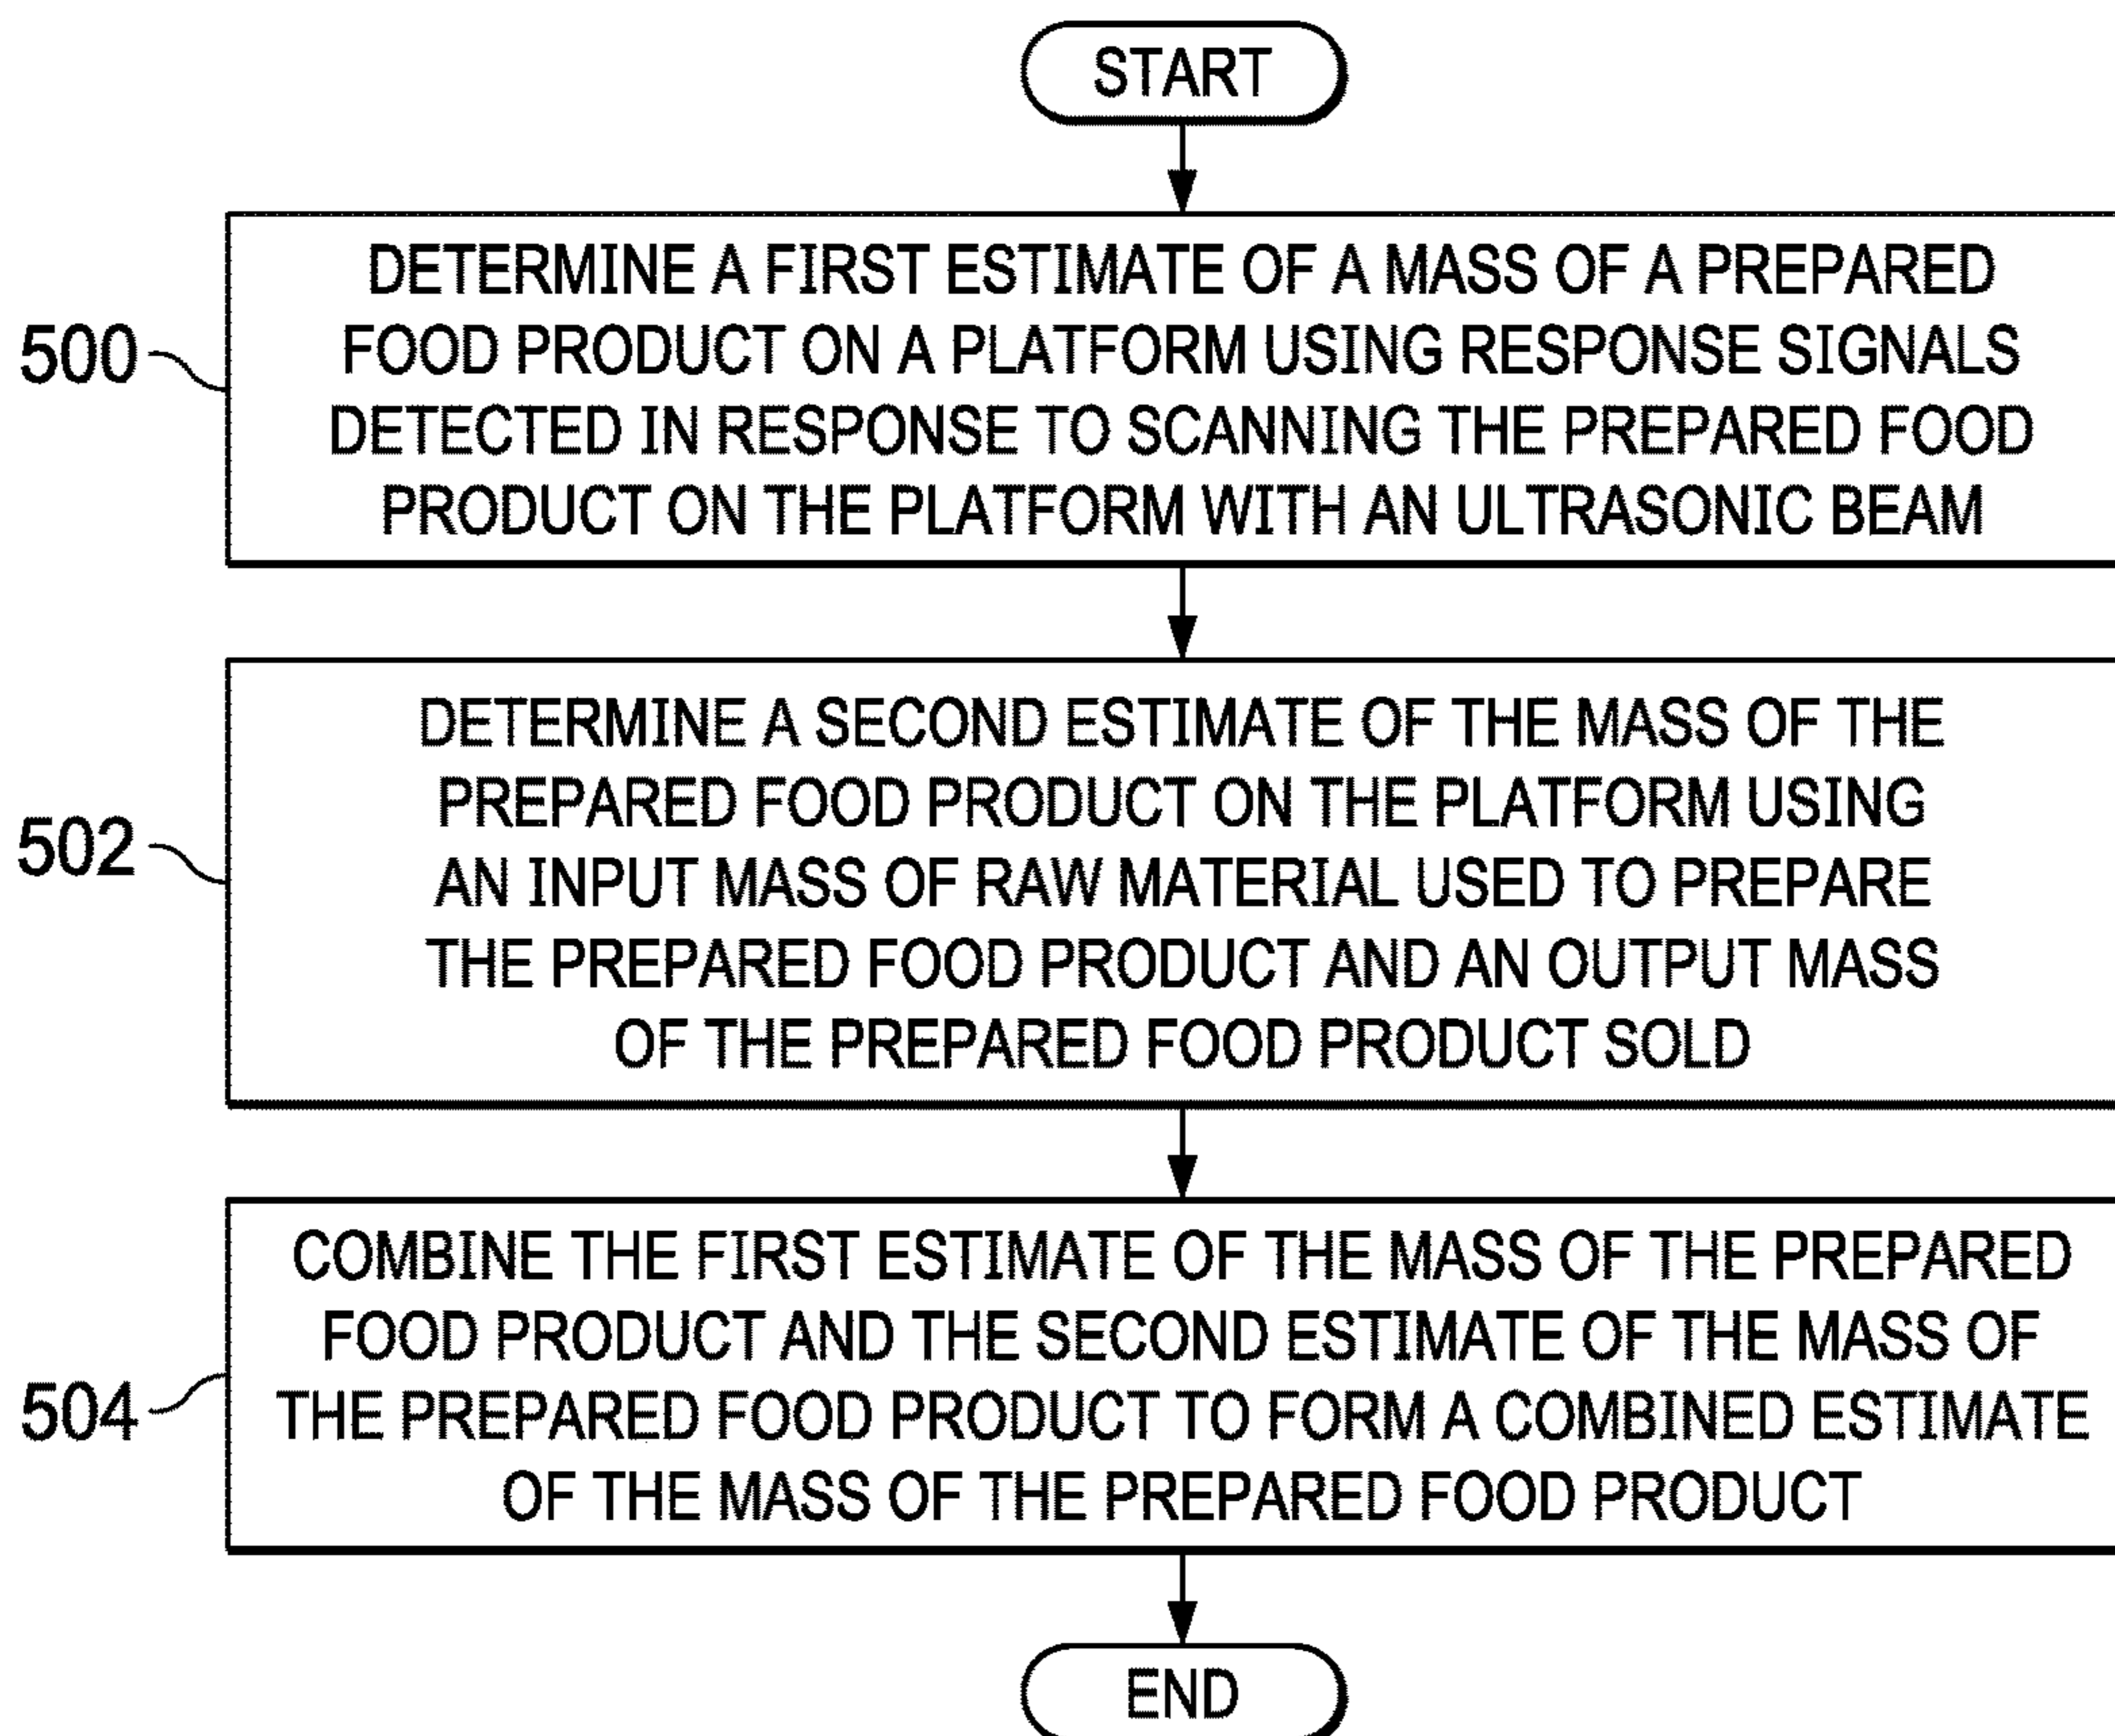 START
500
DETERMINE A FIRST ESTIMATE OF A MASS OF A PREPARED
FOOD PRODUCT ON A PLATFORM USING RESPONSE SIGNALS
DETECTED IN RESPONSE TO SCANNING THE PREPARED FOOD
PRODUCT ON THE PLATFORM WITH AN ULTRASONIC BEAM
502
DETERMINE A SECOND ESTIMATE OF THE MASS OF THE
PREPARED FOOD PRODUCT ON THE PLATFORM USING
AN INPUT MASS OF RAW MATERIAL USED TO PREPARE
THE PREPARED FOOD PRODUCT AND AN OUTPUT MASS
OF THE PREPARED FOOD PRODUCT SOLD
504
COMBINE THE FIRST ESTIMATE OF THE MASS OF THE PREPARED
FOOD PRODUCT AND THE SECOND ESTIMATE OF THE MASS OF
THE PREPARED FOOD PRODUCT TO FORM A COMBINED ESTIMATE
OF THE MASS OF THE PREPARED FOOD PRODUCT
END